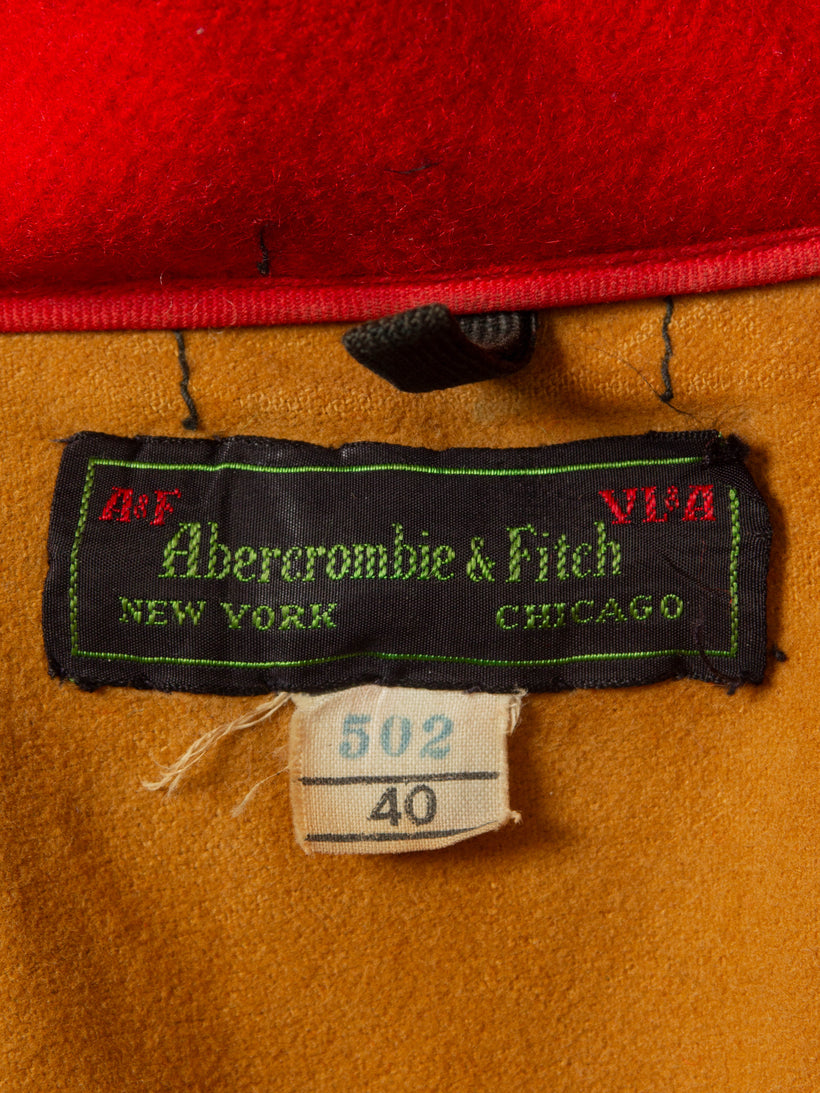 A&F VL&A
Abercrombie & Fitch
NEW YORK CHICAGO
502
40